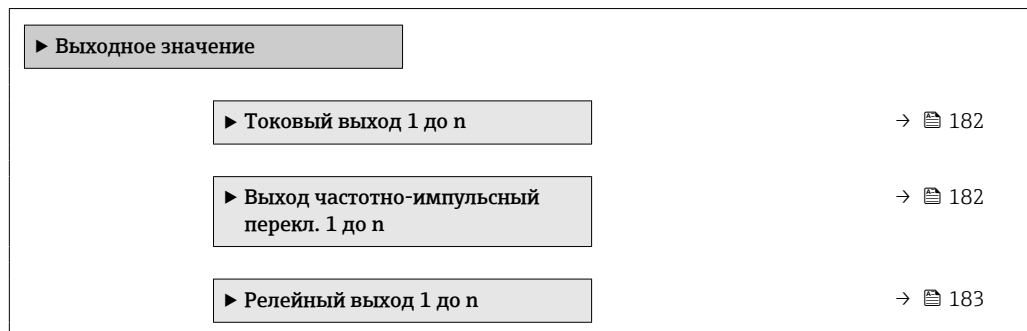 ▶ Выходное значение
▶ Токовый выход 1 до n → 182
▶ Выход частотно-импульсный → 182
перекл. 1 до n
▶ Релейный выход 1 до n → 183